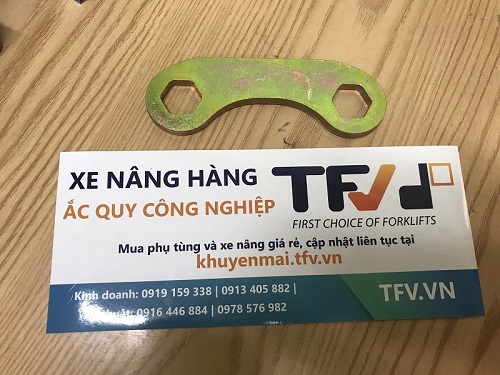 XE NÂNG HÀNG
ẮC QUY CÔNG NGHIỆP
TFVN
FIRST CHOICE OF FORKLIFTS
Mua phụ tùng và xe nâng giá rẻ, cập nhật liên tục tại
khuyenmai.tfv.vn
Kinh doanh: 0919 159 338 | 0913 405 882 |
0916 446 884 | 0978 576 982
TFV.VN